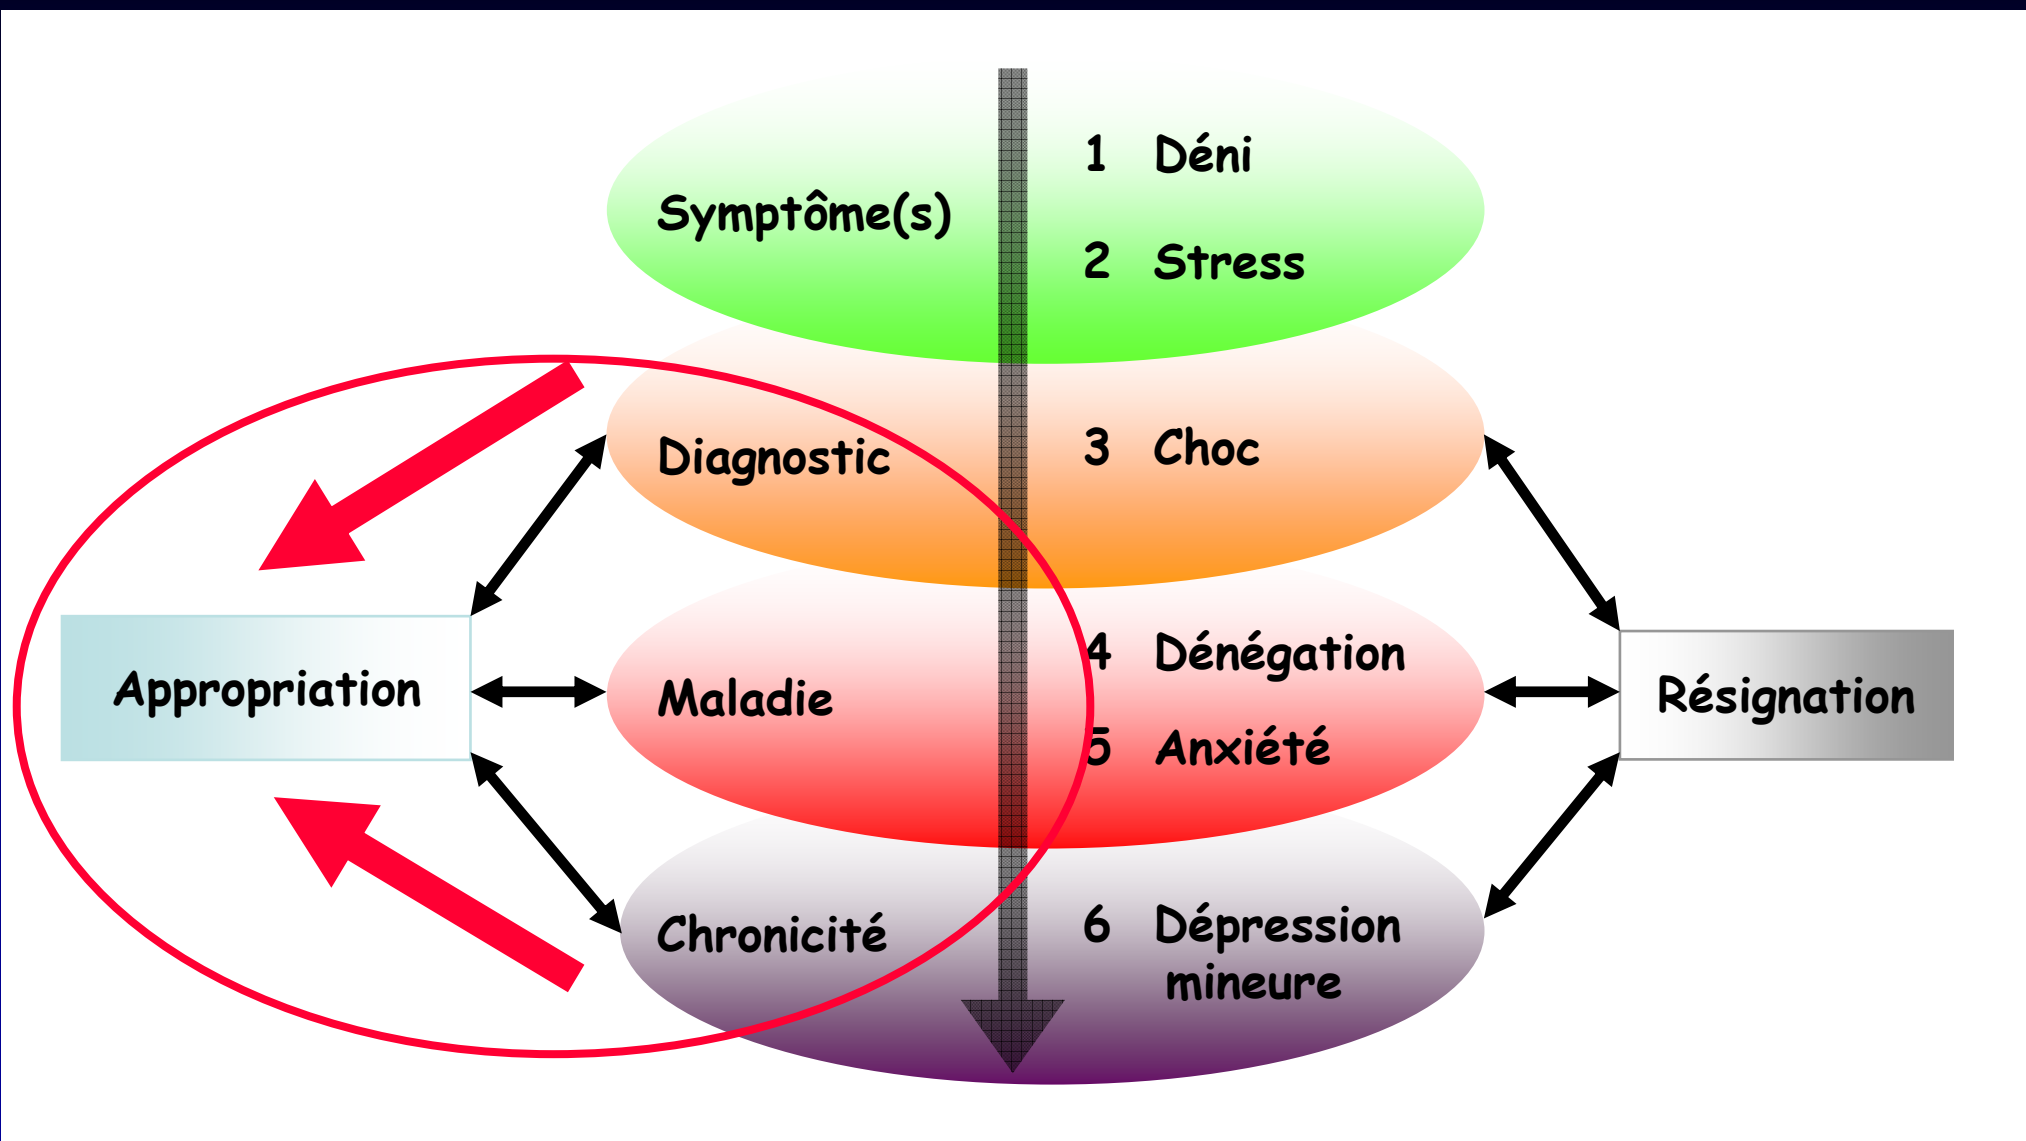 Symptôme(s)
1 Déni
2 Stress
Diagnostic
3 Choc
Appropriation
Maladie
4 Dénégation
5 Anxiété
Résignation
Chronicité
6 Dépression
mineure